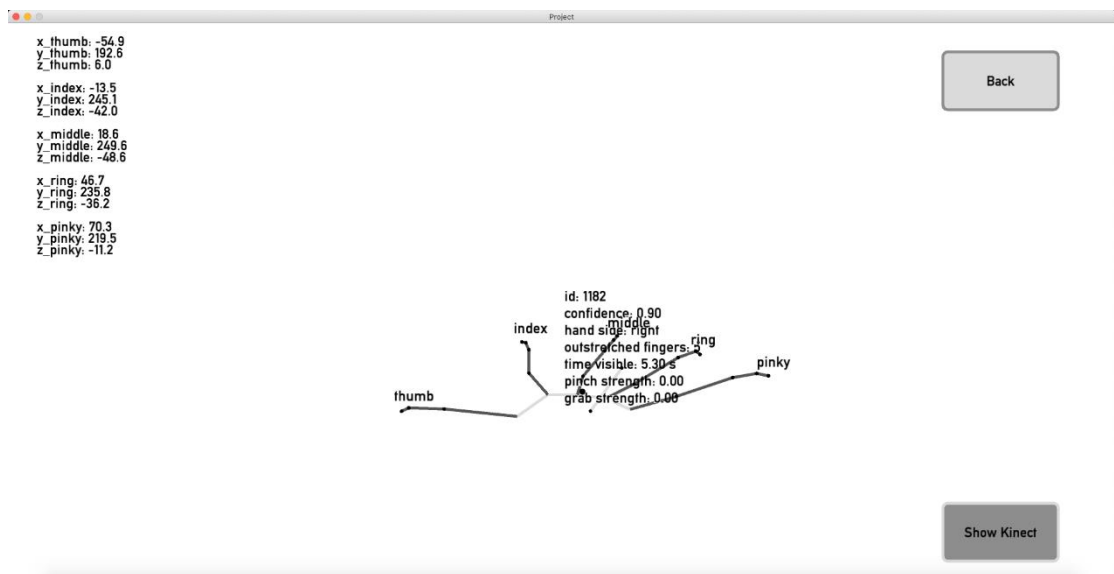 Project
x_thumb: -54.9
y_thumb: 192.6
z_thumb: 6.0
x_index: -13.5
y_index: 245.1
z_index: -42.0
x_middle: 18.6
y_middle: 249.6
z_middle: -48.6
x_ring: 46.7
y_ring: 235.8
z_ring: -36.2
x_pinky: 70.3
y_pinky: 219.5
z_pinky: -11.2
Back
id: 1182
confidence: 0.90
middle
index
hand side: right
ring
outstretched fingers: 5
time visible: 5.30 s
pinky
pinch strength: 0.00
thumb
grab strength: 0.00
Show Kinect